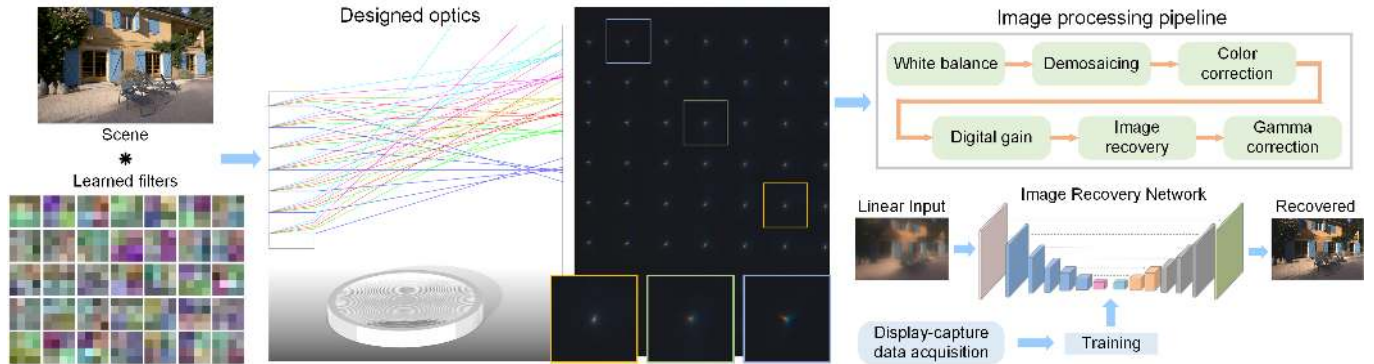 Designed optics
Image processing pipeline
White balance
Demosaicing
Color
correction
Scene
*
Digital gain
Image
recovery
Gamma
correction
Learned filters
Image Recovery Network
Linear Input
Recovered
Display-capture
data acquisition
Training